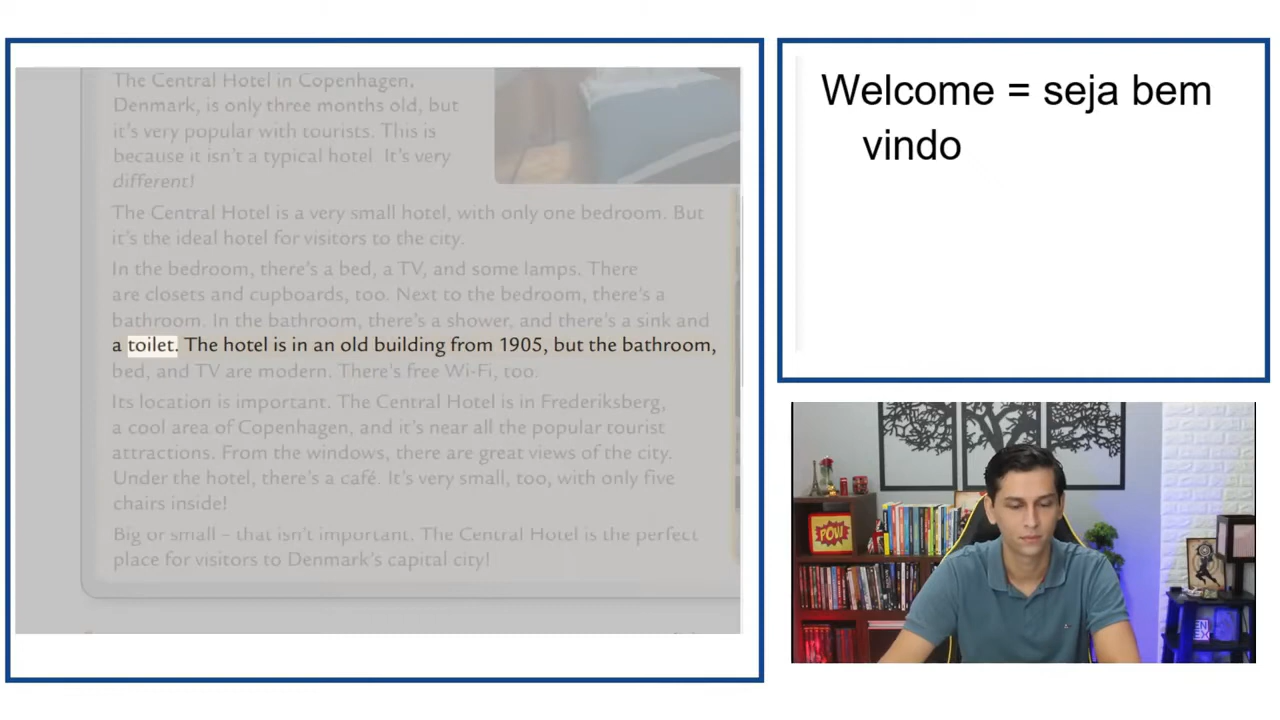 The Central Hotel in Copenhagen,
Denmark, is only three months old, but
it's very popular with tourists. This is
because it isn't a typical hotel. It's very
different!
The Central Hotel is a very small hotel, with only one bedroom. But
it's the ideal hotel for visitors to the city.
In the bedroom, there's a bed, a TV, and some lamps. There
are closets and cupboards, too. Next to the bedroom, there's a
bathroom. In the bathroom, there's a shower, and there's a sink and
a toilet. The hotel is in an old building from 1905, but the bathroom,
bed, and TV are modern. There's free Wi-Fi, too.
Its location is important. The Central Hotel is in Frederiksberg,
a cool area of Copenhagen, and it's near all the popular tourist
attractions. From the windows, there are great views of the city.
Under the hotel, there's a café. It's very small, too, with only five
chairs inside!
Big or small – that isn't important. The Central Hotel is the perfect
place for visitors to Denmark's capital city!
Welcome = seja bem
vindo
POW!